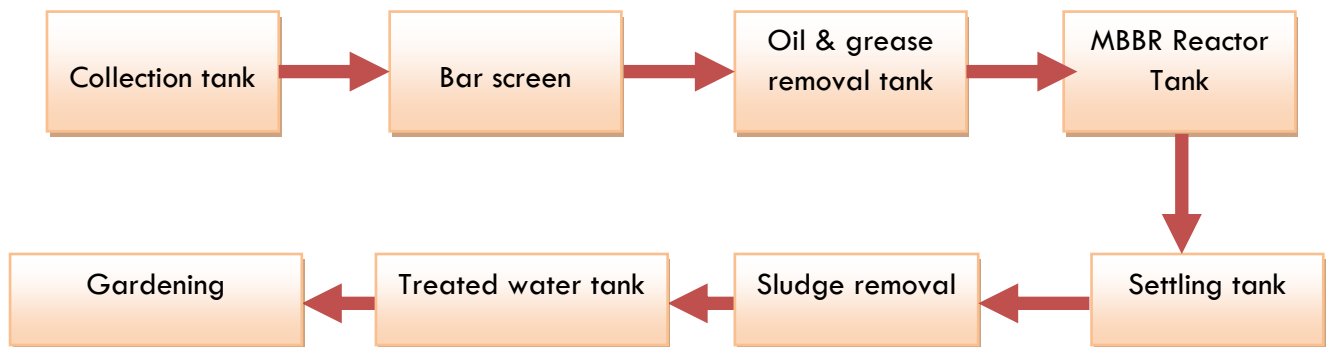 Collection tank
Bar screen
Oil & grease
removal tank
MBBR Reactor
Tank
Settling tank
Sludge removal
Treated water tank
Gardening